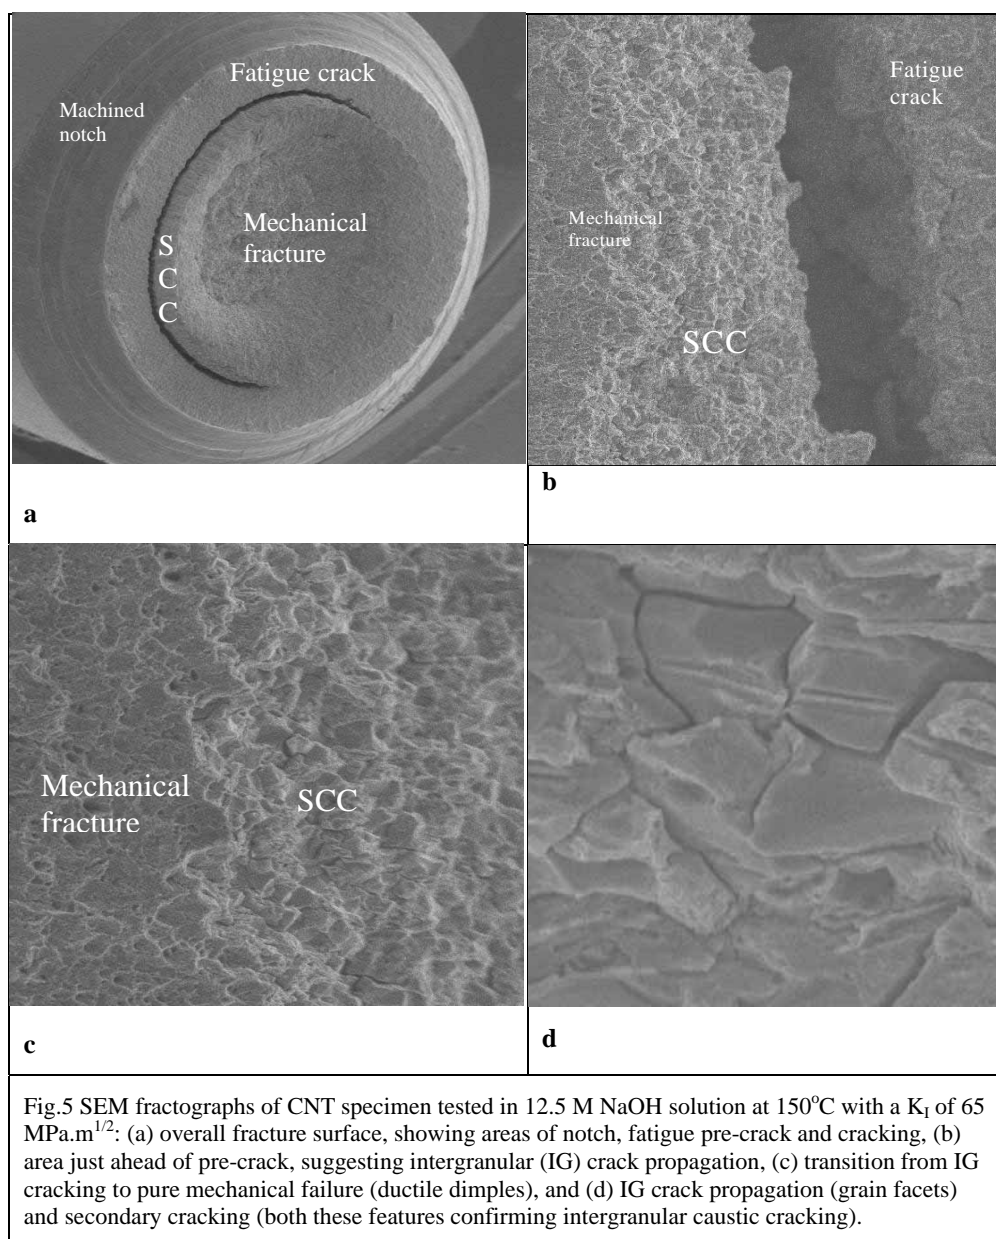 Fatigue crack
Machined
notch
Mechanical
fracture
S
C
C
a
Fatigue
crack
Mechanical
fracture
SCC
b
Mechanical
fracture
SCC
c
d
Fig.5 SEM fractographs of CNT specimen tested in 12.5 M NaOH solution at 150oC with a KI of 65
MPa.m1/2: (a) overall fracture surface, showing areas of notch, fatigue pre-crack and cracking, (b)
area just ahead of pre-crack, suggesting intergranular (IG) crack propagation, (c) transition from IG
cracking to pure mechanical failure (ductile dimples), and (d) IG crack propagation (grain facets)
and secondary cracking (both these features confirming intergranular caustic cracking).